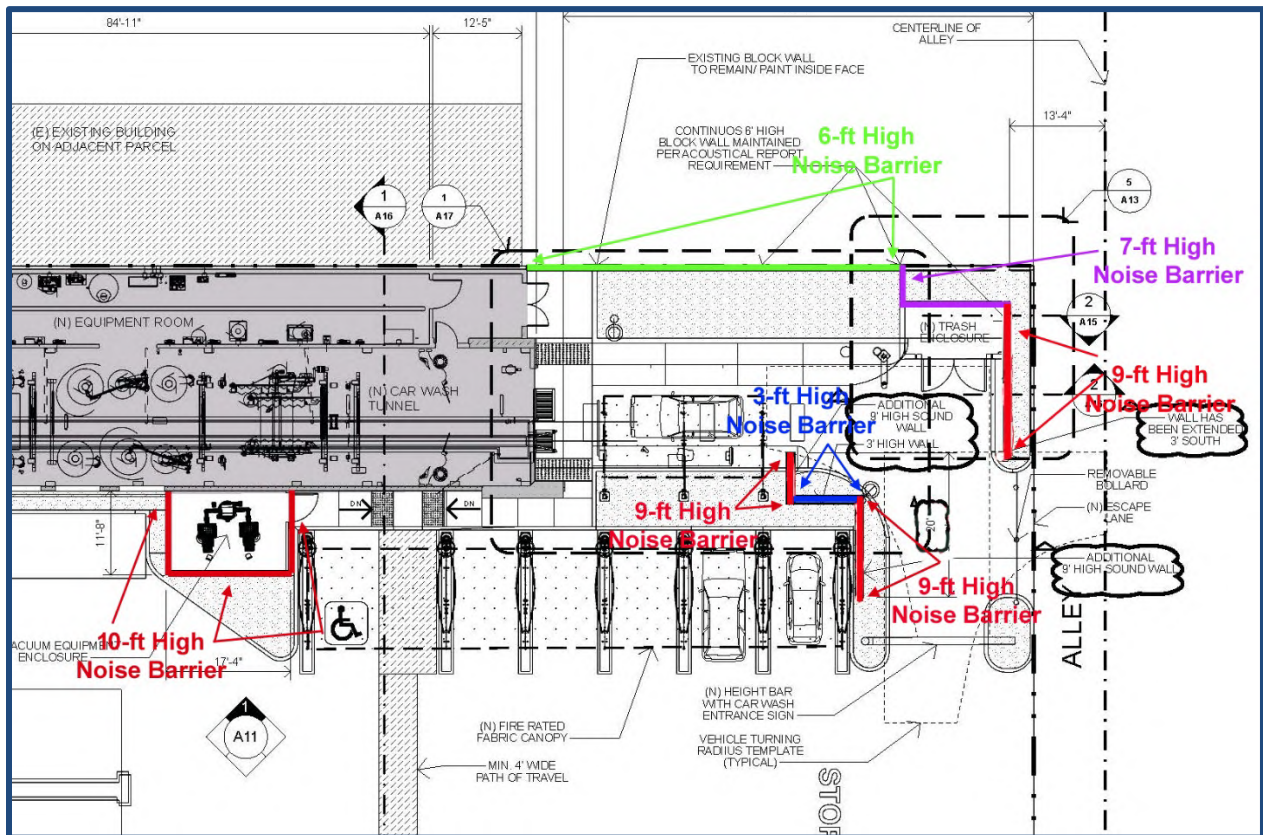 84'-11"
12'-5"
CENTERLINE OF
ALLEY
EXISTING BLOCK WALL
TO REMAIN/ PAINT INSIDE FACE
13'-4"
(E) EXISTING BUILDING
ON ADJACENT PARCEL
CONTINUOS 6' HIGH
BLOCK WALL MAINTAINED
PER ACOUSTICAL REPORT
REQUIREMENT
6-ft High
Noise Barrier
1
A16
1
A17
5
A13
7-ft High
Noise Barrier
(N) EQUIPMENT ROOM
(N) TRASH
ENCLOSURE
2
A15
(N) CAR WASH
TUNNEL
9-ft High
Noise Barrier
2
3-ft High
Noise Barrier
ADDITIONAL
9' HIGH SOUND
WALL
3' HIGH WALL
WALL HAS
BEEN EXTENDED
3' SOUTH
REMOVABLE
BOLLARD
(N) ESCAPE
LANE
DN
DN
9-ft High
Noise Barrier
20'
11'-8"
ADDITIONAL
9' HIGH SOUND WALL
9-ft High
Noise Barrier
ALLEY
10-ft High
Noise Barrier
ENCLOSURE
17'-4"
1
A11
(N) FIRE RATED
FABRIC CANOPY
(N) HEIGHT BAR
WITH CAR WASH
ENTRANCE SIGN
VEHICLE TURNING
RADIIUS TEMPLATE
(TYPICAL)
MIN. 4' WIDE
PATH OF TRAVEL